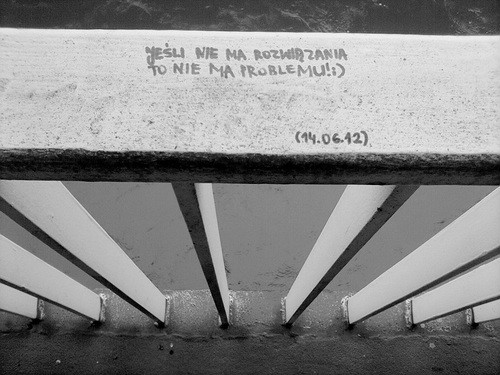 JEŚLI NIE MA ROZWIĄZANIA
TO NIE MA PROBLEMU!:)
(14.06.12)